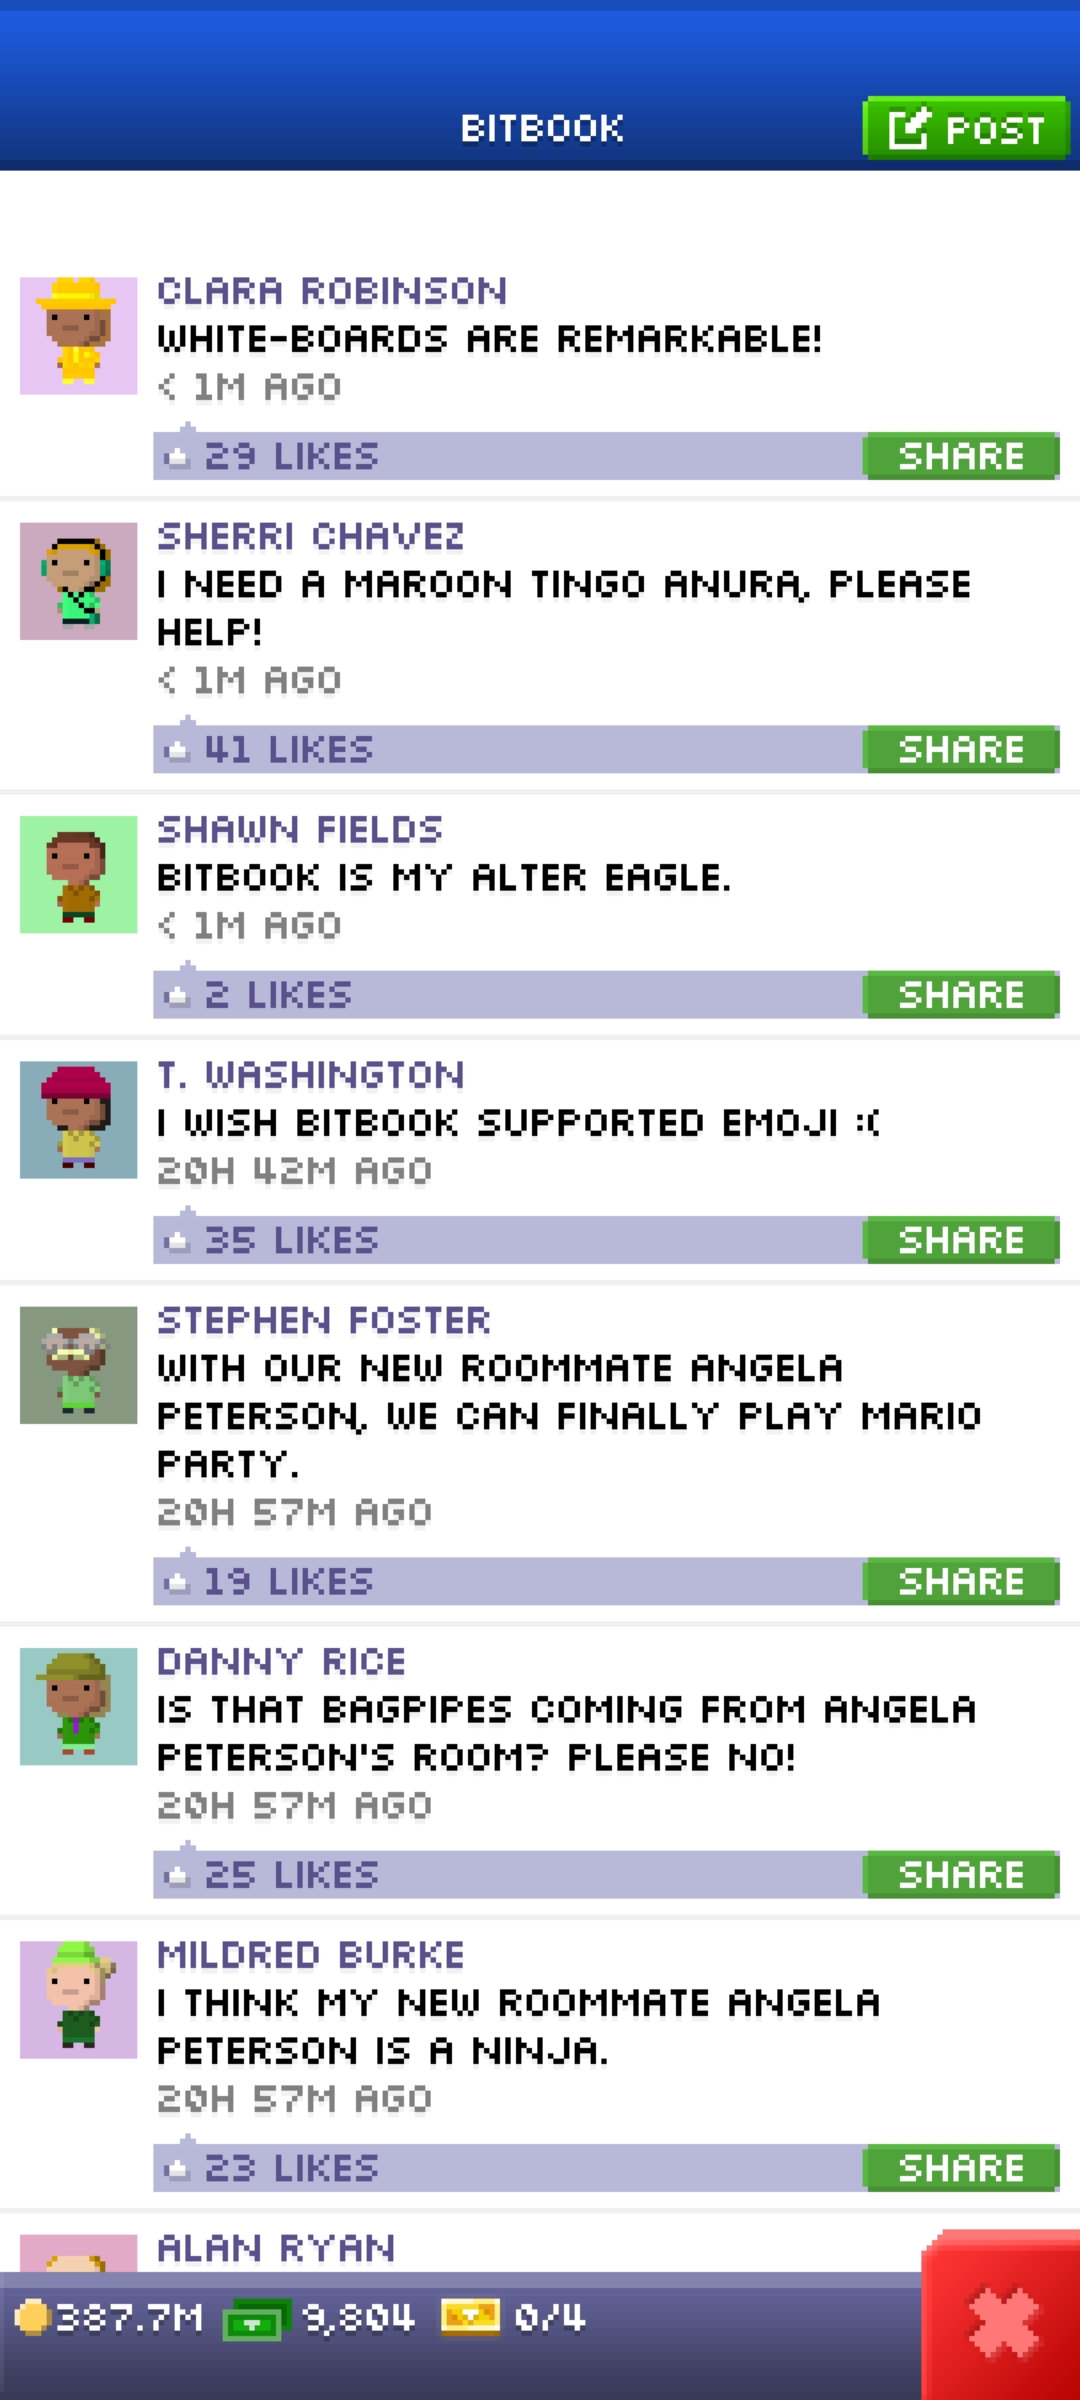 BITBOOK
POST
CLARA ROBINSON
WHITE-BOARDS ARE REMARKABLE!
< 1M AGO
29 LIKES
SHARE
SHERRI CHAVEZ
I NEED A MAROON TINGO ANURA, PLEASE
HELP!
< 1M AGO
41 LIKES
SHARE
SHAWN FIELDS
BITBOOK IS MY ALTER EAGLE.
< 1M AGO
2 LIKES
SHARE
T. WASHINGTON
I WISH BITBOOK SUPPORTED EMOJI :(
20H 42M AGO
35 LIKES
SHARE
STEPHEN FOSTER
WITH OUR NEW ROOMMATE ANGELA
PETERSON, WE CAN FINALLY PLAY MARIO
PARTY.
20H 57M AGO
19 LIKES
SHARE
DANNY RICE
IS THAT BAGPIPES COMING FROM ANGELA
PETERSON'S ROOM? PLEASE NO!
20H 57M AGO
25 LIKES
SHARE
MILDRED BURKE
I THINK MY NEW ROOMMATE ANGELA
PETERSON IS A NINJA.
20H 57M AGO
23 LIKES
SHARE
ALAN RYAN
387.7M 9,804 0/4